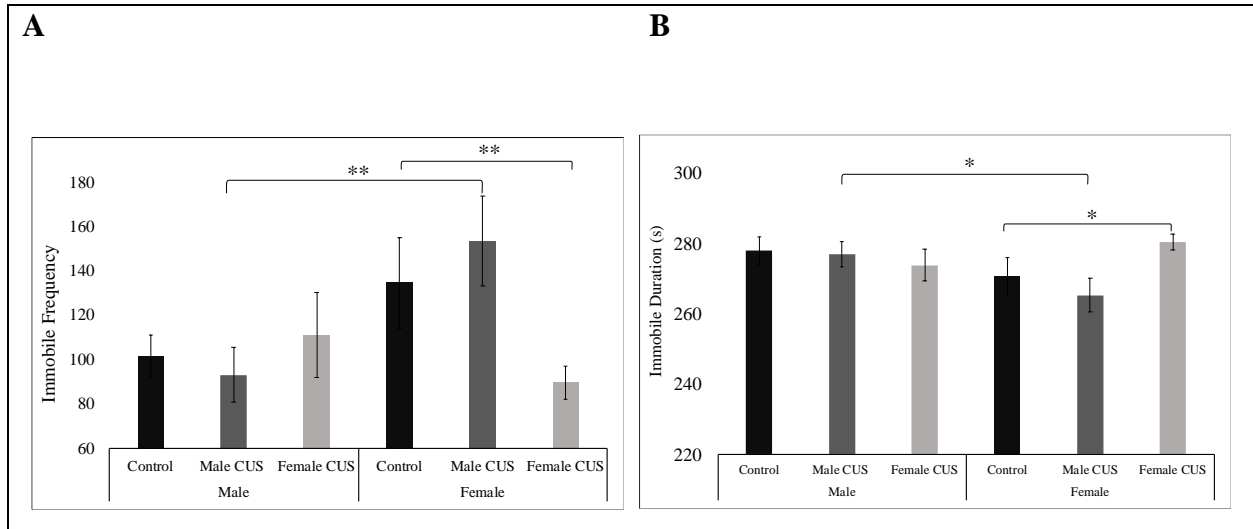 A
B
**
**
Immobile Frequency
180
160
140
120
100
80
60
Control Male CUS Female CUS Control Male CUS Female CUS
Male Female
*
*
Immobile Duration (s)
300
280
260
240
220
Control Male CUS Female CUS Control Male CUS Female CUS
Male Female